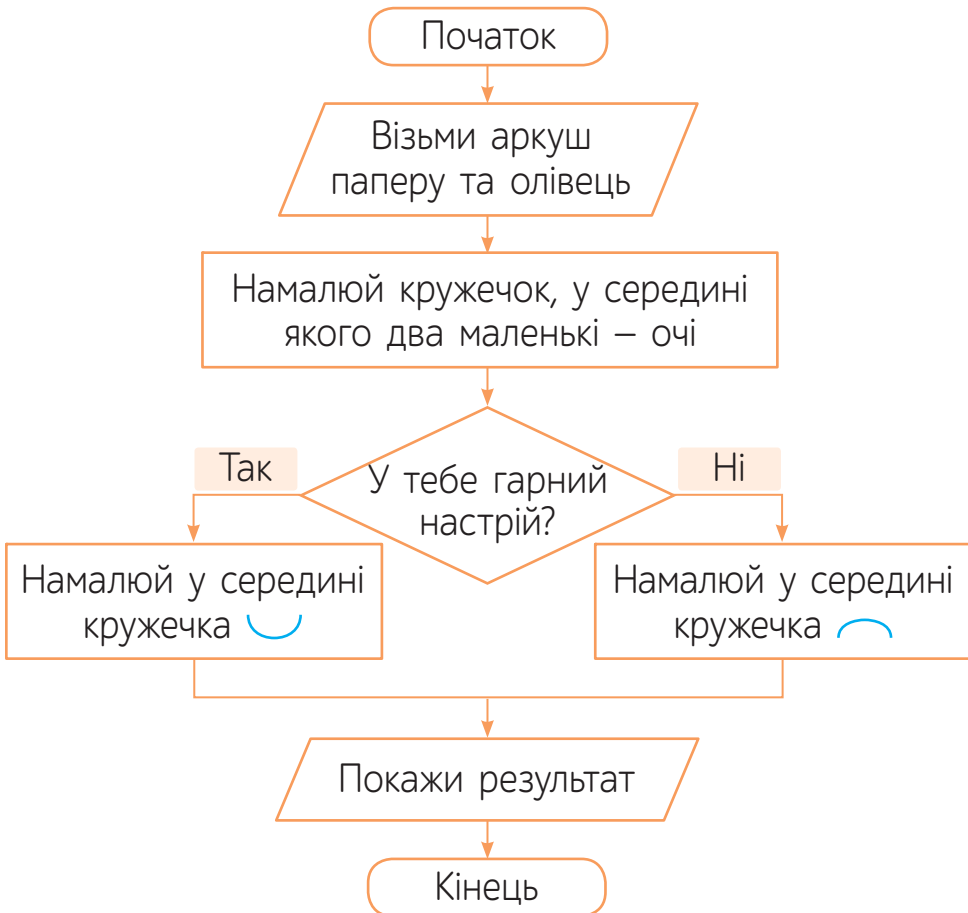 Початок
Візьми аркуш
паперу та олівець
Намалюй кружечок, у середині
якого два маленькі – очі
Так
У тебе гарний
настрій?
Ні
Намалюй у середині
кружечка
Намалюй у середині
кружечка
Покажи результат
Кінець